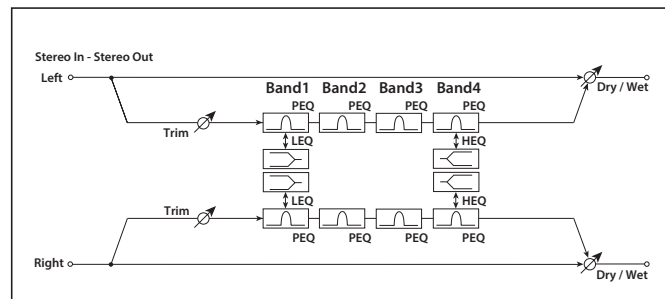 Stereo In - Stereo Out
Left
Band1 Band2 Band3 Band4
Dry / Wet
PEQ PEQ PEQ PEQ
Trim
LEQ HEQ
LEQ HEQ
Trim
PEQ PEQ PEQ PEQ
Right
Dry / Wet